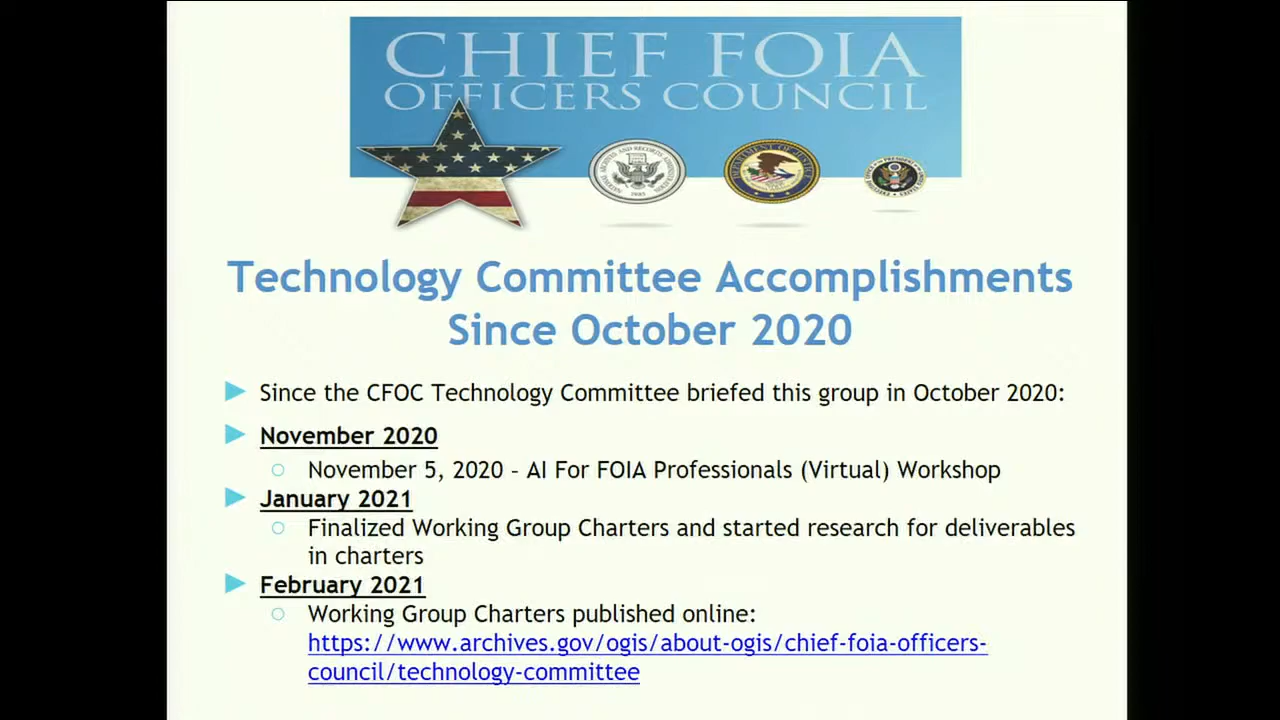 CHIEF FOIA
OFFICERS COUNCIL
Technology Committee Accomplishments
Since October 2020
Since the CFOC Technology Committee briefed this group in October 2020:
November 2020
November 5, 2020 – AI For FOIA Professionals (Virtual) Workshop
January 2021
Finalized Working Group Charters and started research for deliverables
in charters
February 2021
Working Group Charters published online:
https://www.archives.gov/ogis/about-ogis/chief-foia-officers-
council/technology-committee